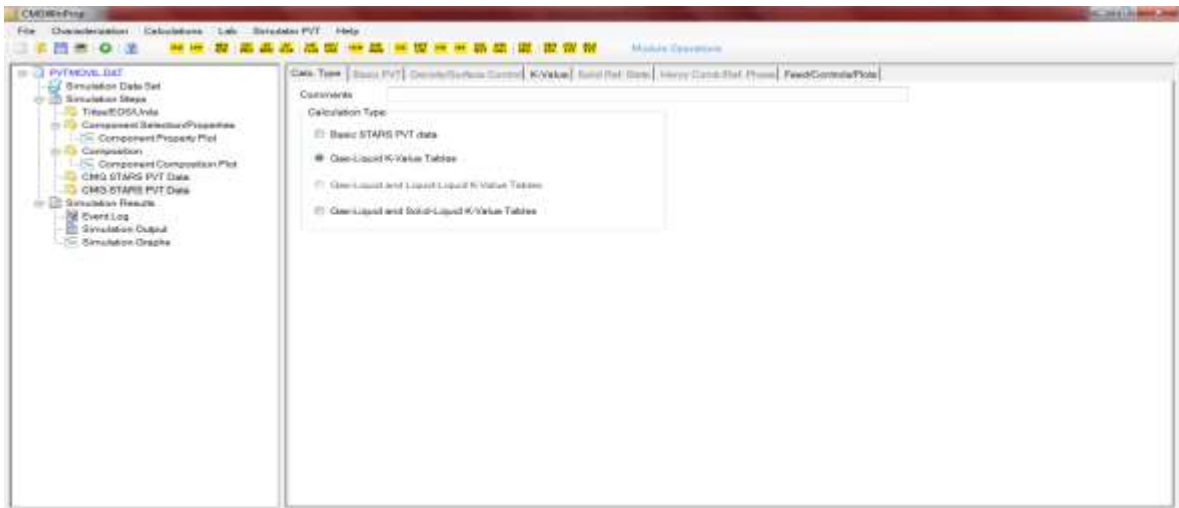 CMGWinProp
File Characterization Calculations Lab Simulator PVT Help
Module Operations
PVTMOVIL.DAT
Simulation Data Set
Simulation Steps
Titles/EOS/Units
Component Selection/Properties
Component Property Plot
Composition
Component Composition Plot
CMG STARS PVT Data
CMG STARS PVT Data
Simulation Results
Event Log
Simulation Output
Simulation Graphs
Calc. Type Basic PVT Density/Surface Control K-Value Solid Ref. State Heavy Comp/Ref. Phase Feed/Controls/Plots
Comments
Calculation Type
Basic STARS PVT data
Gas-Liquid K-Value Tables
Gas-Liquid and Liquid-Liquid K-Value Tables
Gas-Liquid and Solid-Liquid K-Value Tables